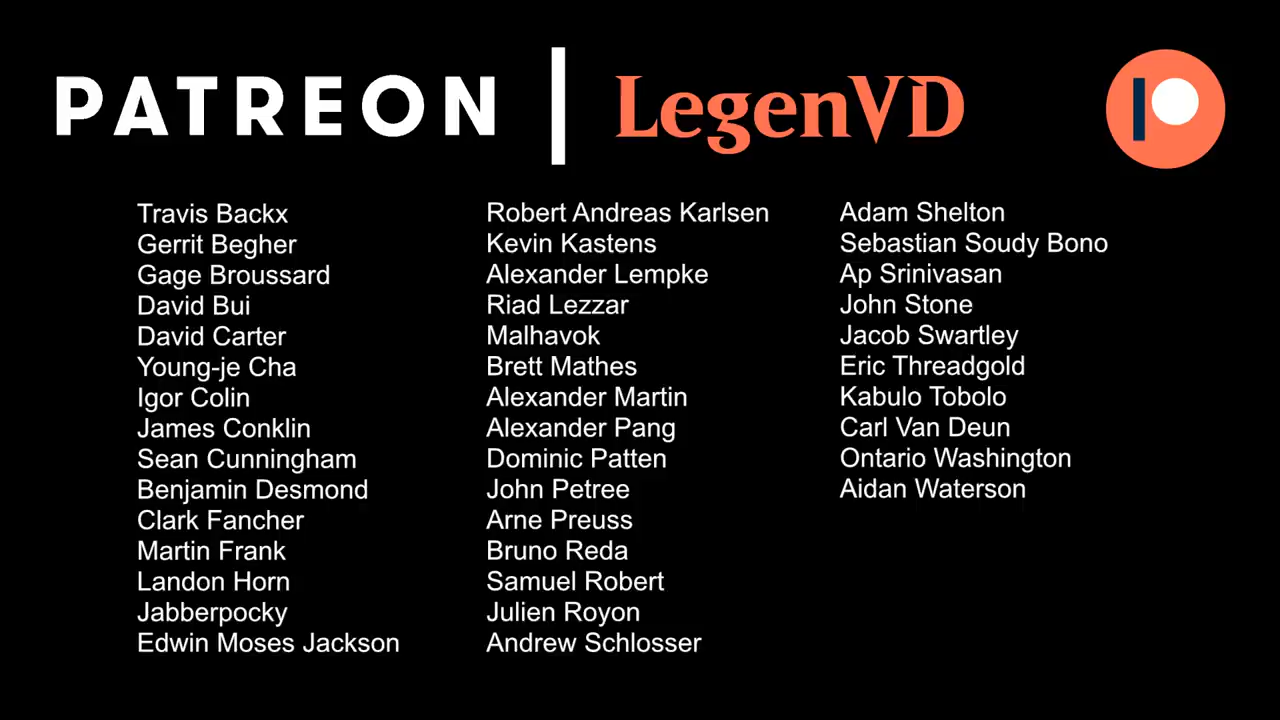 PATREON | LegenVD
Travis Backx
Gerrit Begher
Gage Broussard
David Bui
David Carter
Young-je Cha
Igor Colin
James Conklin
Sean Cunningham
Benjamin Desmond
Clark Fancher
Martin Frank
Landon Horn
Jabberpocky
Edwin Moses Jackson
Robert Andreas Karlsen
Kevin Kastens
Alexander Lempke
Riad Lezzar
Malhavok
Brett Mathes
Alexander Martin
Alexander Pang
Dominic Patten
John Petree
Arne Preuss
Bruno Reda
Samuel Robert
Julien Royon
Andrew Schlosser
Adam Shelton
Sebastian Soudy Bono
Ap Srinivasan
John Stone
Jacob Swartley
Eric Threadgold
Kabulo Tobolo
Carl Van Deun
Ontario Washington
Aidan Waterson